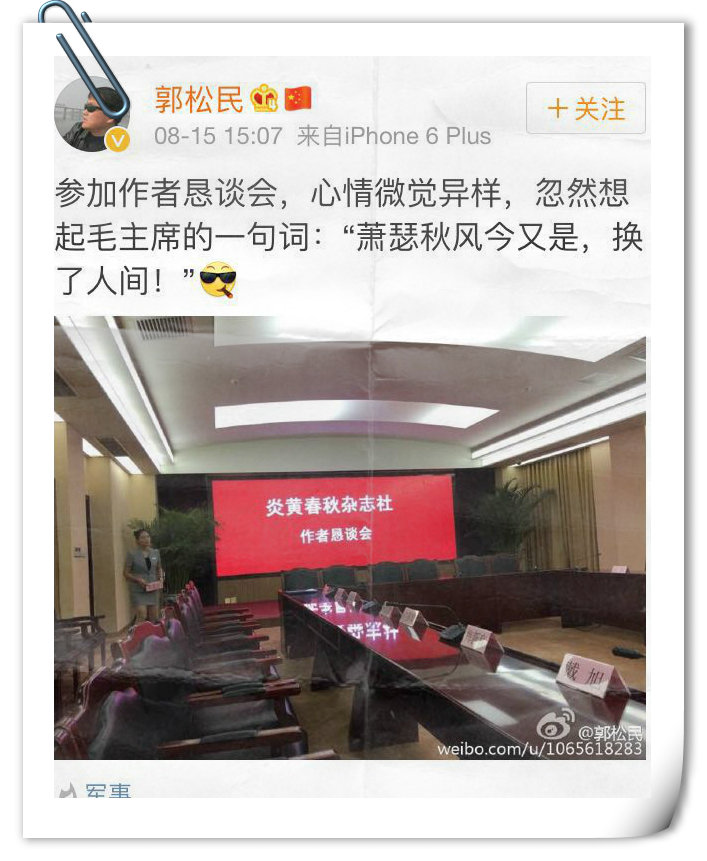 郭松民
+关注
08-15 15:07 来自iPhone 6 Plus
参加作者恳谈会，心情微觉异样，忽然想
起毛主席的一句词：“萧瑟秋风今又是，换
了人间！”
炎黄春秋杂志社
作者恳谈会
戴旭
@郭松民
weibo.com/u/1065618283
军事